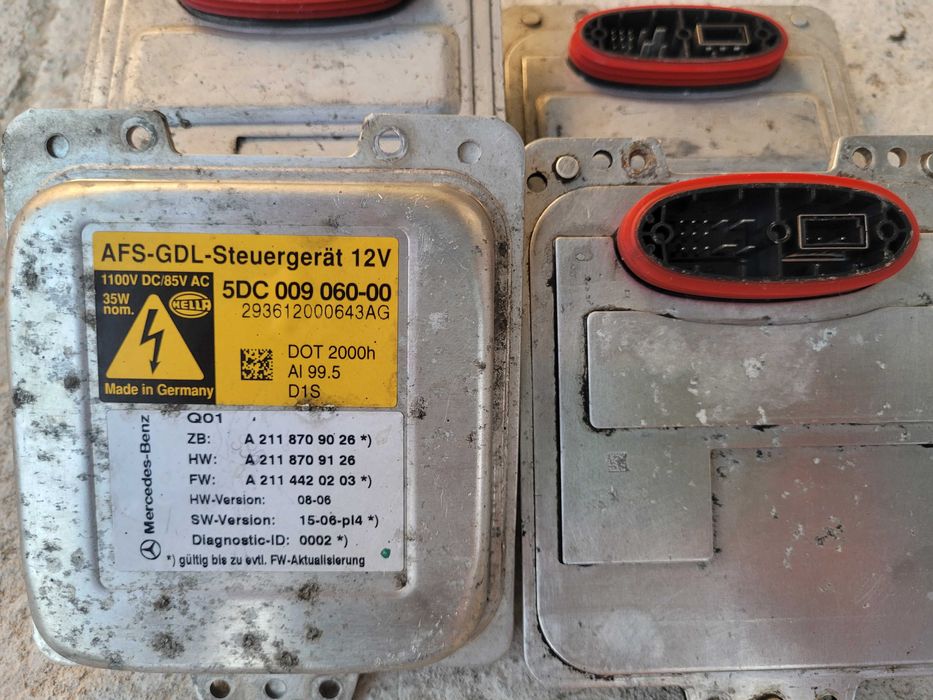 AFS-GDL-Steuergerät 12V
1100V DC/85V AC
35W
nom.
HELLA
5DC 009 060-00
293612000643AG
DOT 2000h
Al 99.5
D1S
Made in Germany
Mercedes-Benz
Q01
ZB: A 211 870 90 26 *)
HW: A 211 870 91 26
FW: A 211 442 02 03 *)
HW-Version: 08-06
SW-Version: 15-06-pl4 *)
Diagnostic-ID: 0002 *)
*) gültig bis zu evtl. FW-Aktualisierung